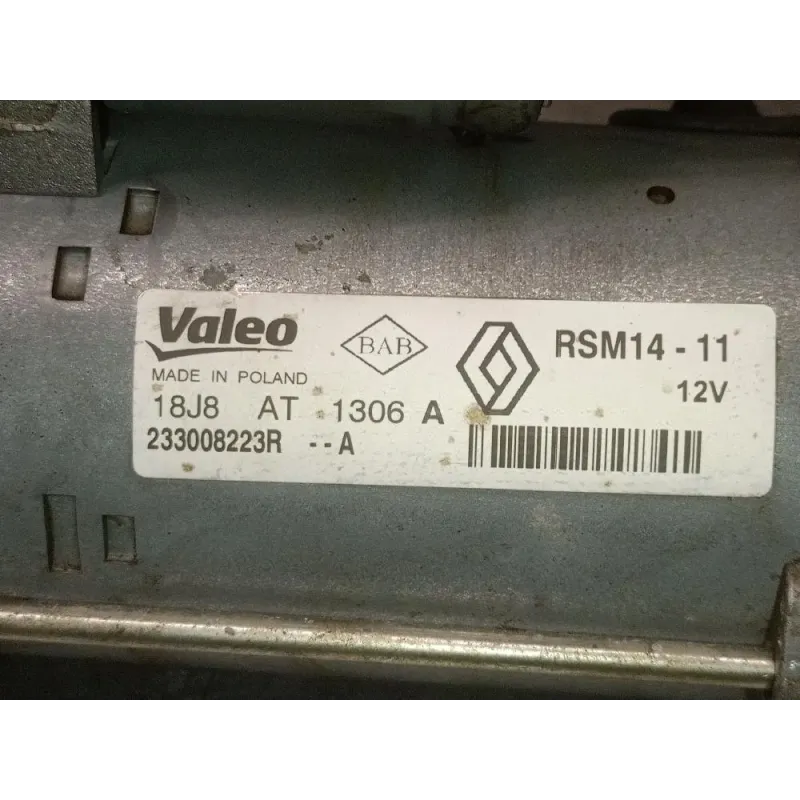 Valeo
MADE IN POLAND
BAB
RSM14 - 11
12V
18J8 AT 1306 A
233008223R --A